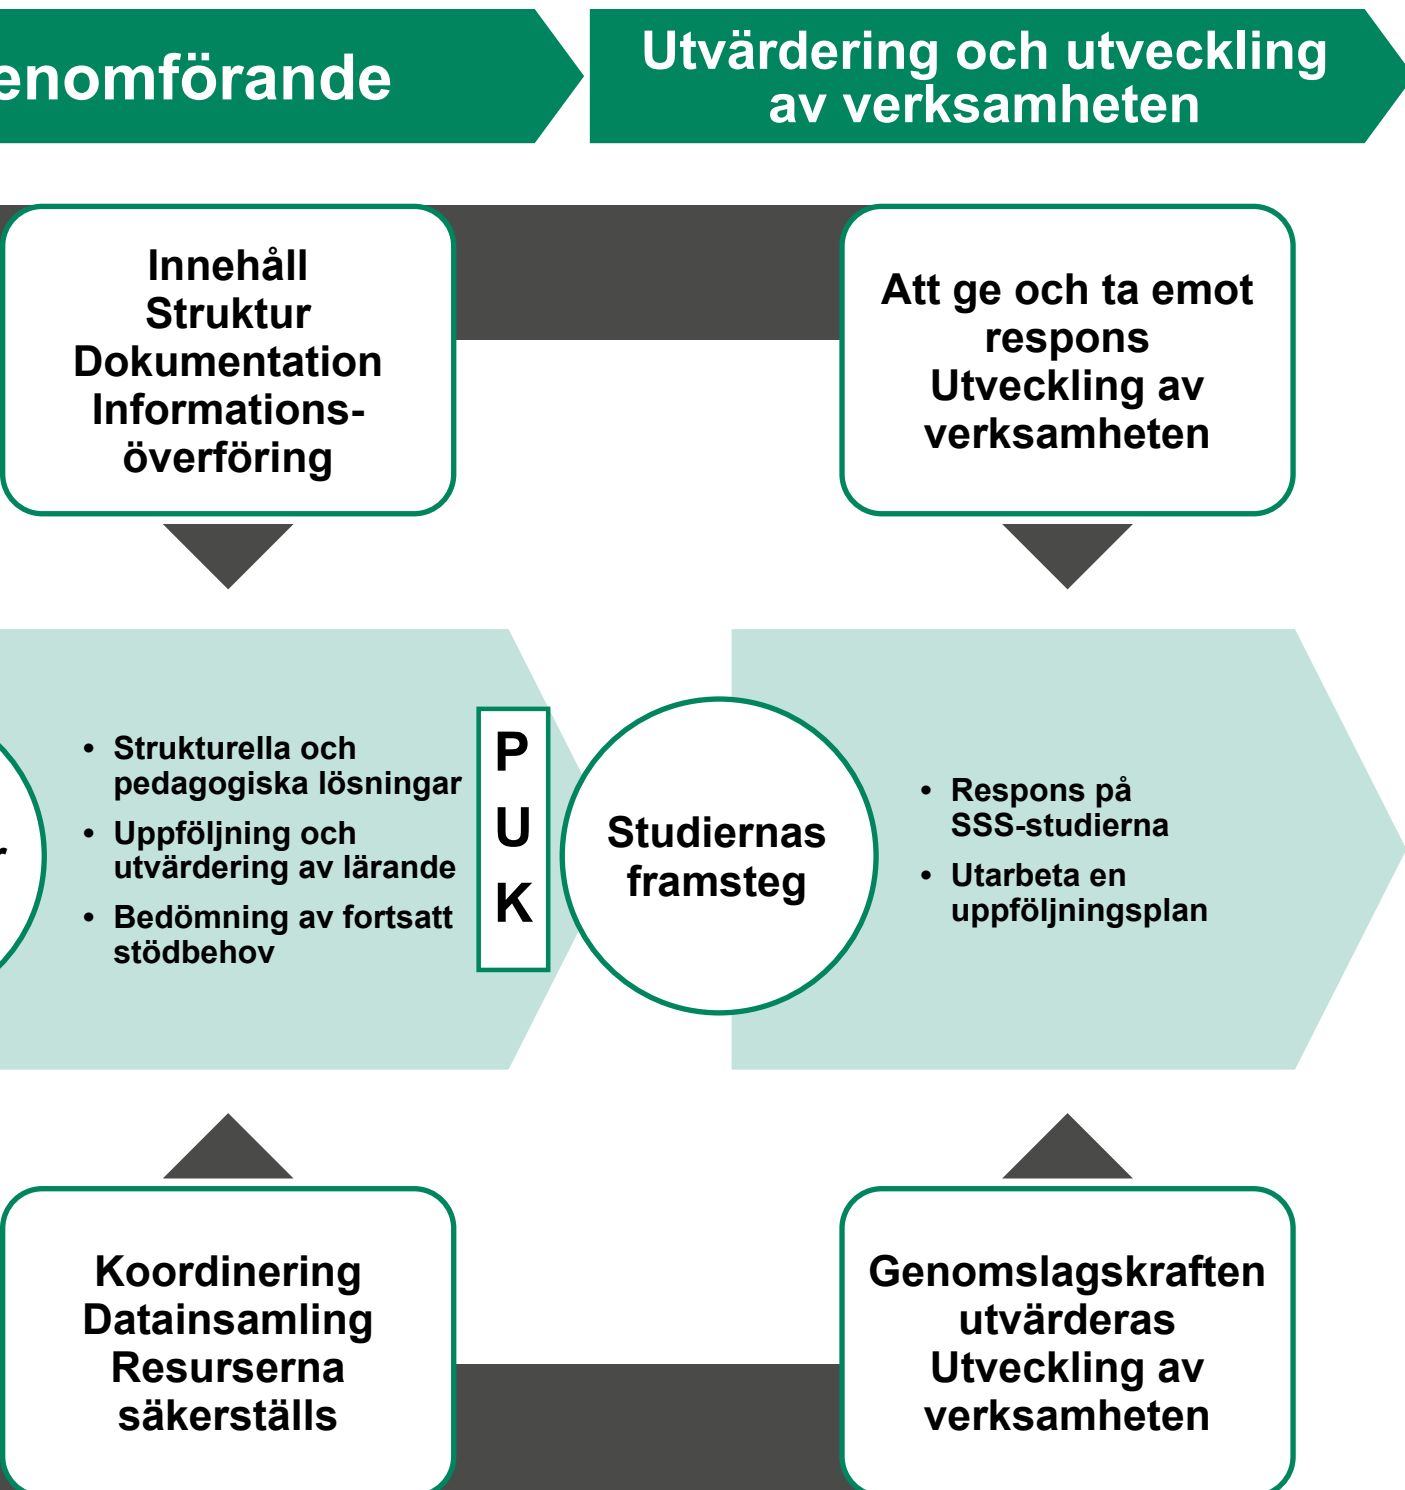 enomförande
Utvärdering och utveckling
av verksamheten
Innehåll
Struktur
Dokumentation
Informations-
överföring
Att ge och ta emot
respons
Utveckling av
verksamheten
r
• Strukturella och
pedagogiska lösningar
• Uppföljning och
utvärdering av lärande
• Bedömning av fortsatt
stödbehov
P
U
K
Studiernas
framsteg
• Respons på
SSS-studierna
• Utarbeta en
uppföljningsplan
Koordinering
Datainsamling
Resurserna
säkerställs
Genomslagskraften
utvärderas
Utveckling av
verksamheten